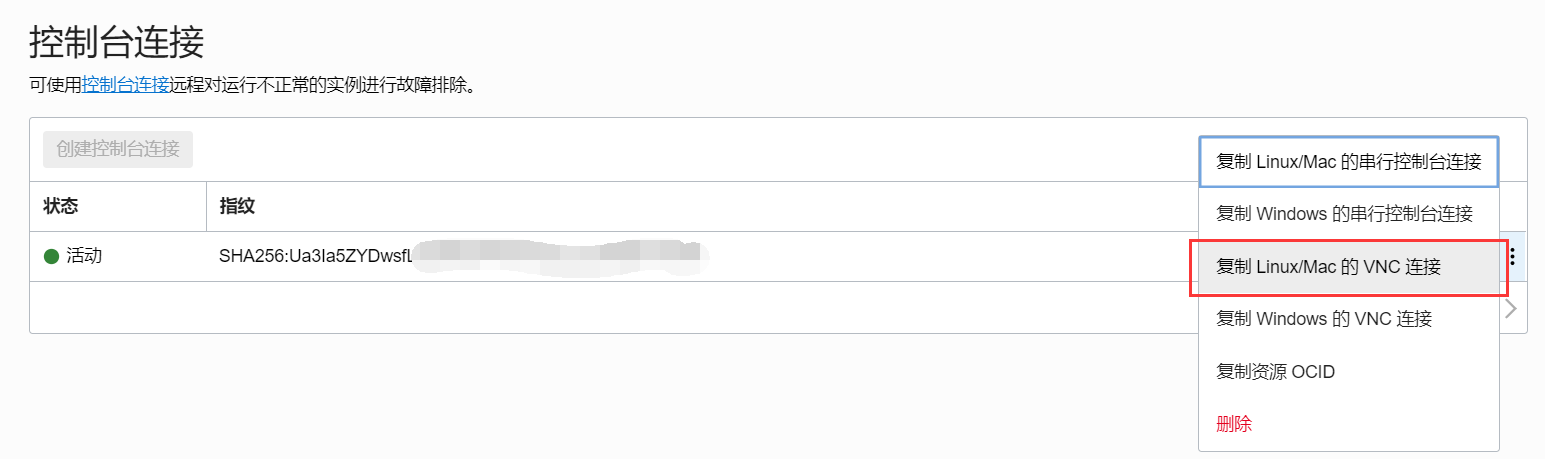 控制台连接
可使用控制台连接远程对运行不正常的实例进行故障排除。
创建控制台连接
复制 Linux/Mac 的串行控制台连接
状态
指纹
复制 Windows 的串行控制台连接
活动
SHA256:Ua3Ia5ZYDwsfL
复制 Linux/Mac 的 VNC 连接
复制 Windows 的 VNC 连接
复制资源 OCID
删除